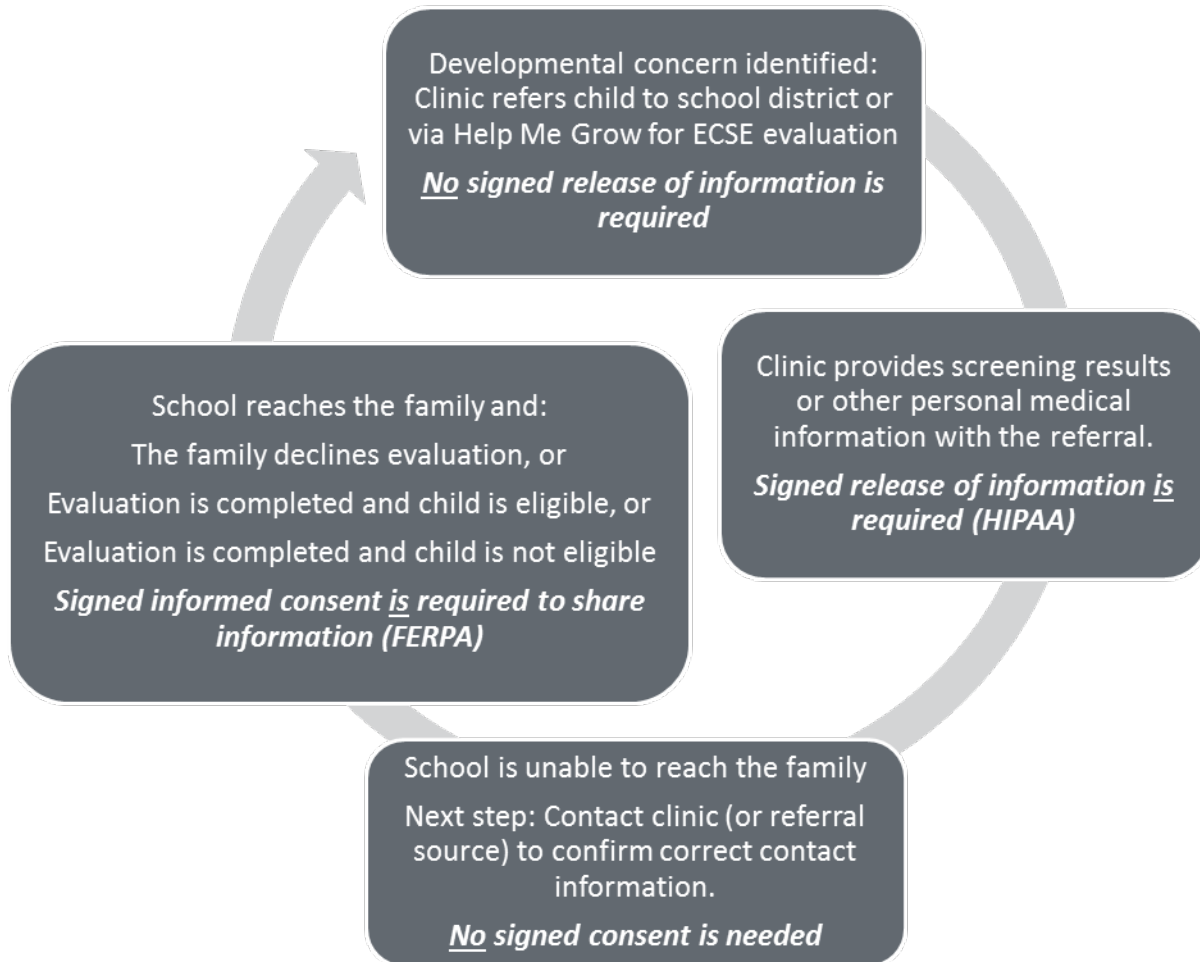 Developmental concern identified:
Clinic refers child to school district or
via Help Me Grow for ECSE evaluation
No signed release of information is
required
Clinic provides screening results
or other personal medical
information with the referral.
Signed release of information is
required (HIPAA)
School is unable to reach the family
Next step: Contact clinic (or referral
source) to confirm correct contact
information.
No signed consent is needed
School reaches the family and:
The family declines evaluation, or
Evaluation is completed and child is eligible, or
Evaluation is completed and child is not eligible
Signed informed consent is required to share
information (FERPA)